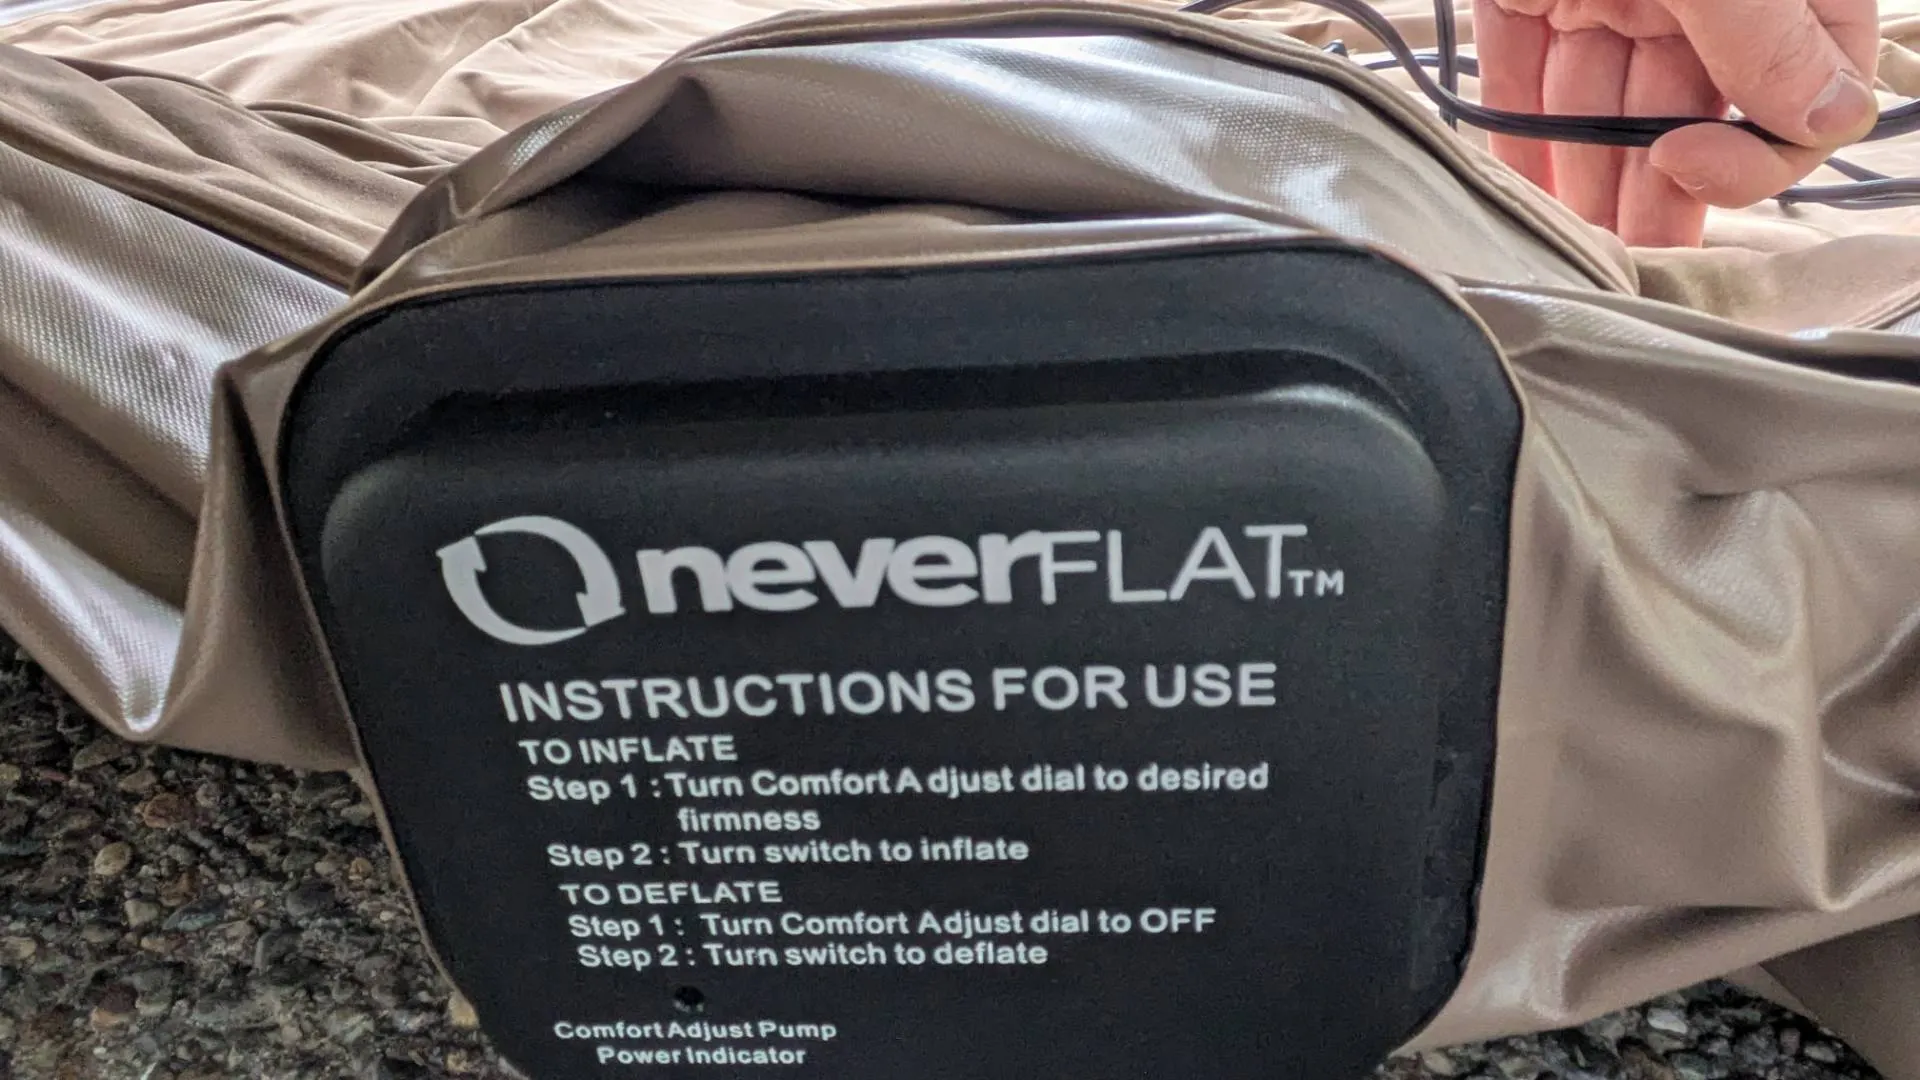 neverFLAT™
INSTRUCTIONS FOR USE
TO INFLATE
Step 1 : Turn Comfort A djust dial to desired
firmness
Step 2 : Turn switch to inflate
TO DEFLATE
Step 1 : Turn Comfort Adjust dial to OFF
Step 2 : Turn switch to deflate
Comfort Adjust Pump
Power Indicator